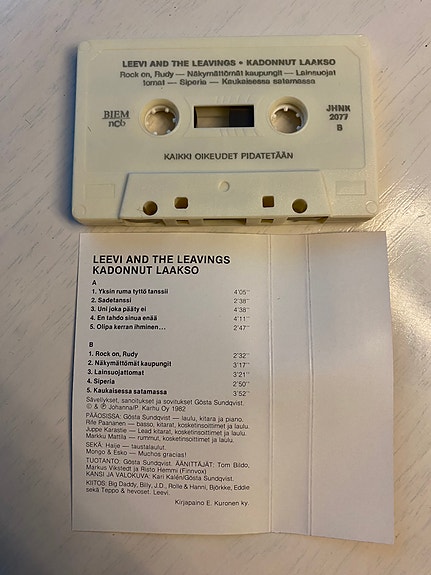 LEEVI AND THE LEAVINGS • KADONNUT LAAKSO
Rock on, Rudy — Näkymättömät kaupungit — Lainsuojat
tomat — Siperia — Kaukaisessa satamassa
BIEM
ncb
JHNK
2077
B
KAIKKI OIKEUDET PIDATETÄÄN
LEEVI AND THE LEAVINGS
KADONNUT LAAKSO
A
1. Yksin ruma tyttö tanssii 4'05''
2. Sadetanssi 2'38''
3. Uni joka pääty ei 4'38''
4. En tahdo sinua enää 4'11''
5. Olipa kerran ihminen... 2'47''
B
1. Rock on, Rudy 2'32''
2. Näkymättömät kaupungit 3'17''
3. Lainsuojattomat 3'21''
4. Siperia 2'50''
5. Kaukaisessa satamassa 3'52''
Sävellykset, sanoitukset ja sovitukset Gösta Sundqvist.
© & ℗ Johanna/P. Karhu Oy 1982
PÄÄOSISSA: Gösta Sundqvist — laulu, kitara ja piano.
Rife Paananen — basso, kitarat, kosketinsoittimet ja laulu.
Juppe Karastie — Lead kitarat, kosketinsoittimet ja laulu.
Markku Mattila — rummut, kosketinsoittimet ja laulu.
SEKÄ: Haije — taustalaulut.
Mongo & Esko — Muchos gracias!
TUOTANTO: Gösta Sundqvist. ÄÄNITTÄJÄT: Tom Bildo,
Markus Vikstedt ja Risto Hemmi (Finnvox)
KANSI JA VALOKUVA: Kari Kalén/Gösta Sundqvist.
KIITOS: Big Daddy, Billy, J.D., Rolle & Hanni, Björkke, Eddie
sekä Teppo & hevoset. Leevi.
Kirjapaino E. Kuronen ky.